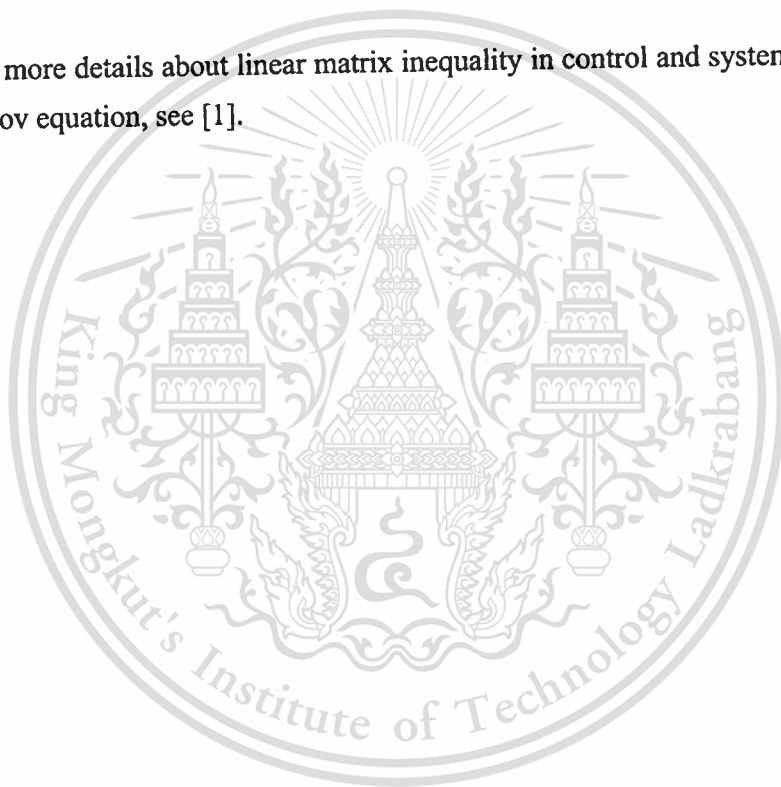 more details about linear matrix inequality in control and system
ov equation, see [1].
King Mongkut's Institute of Technology Ladkrabang